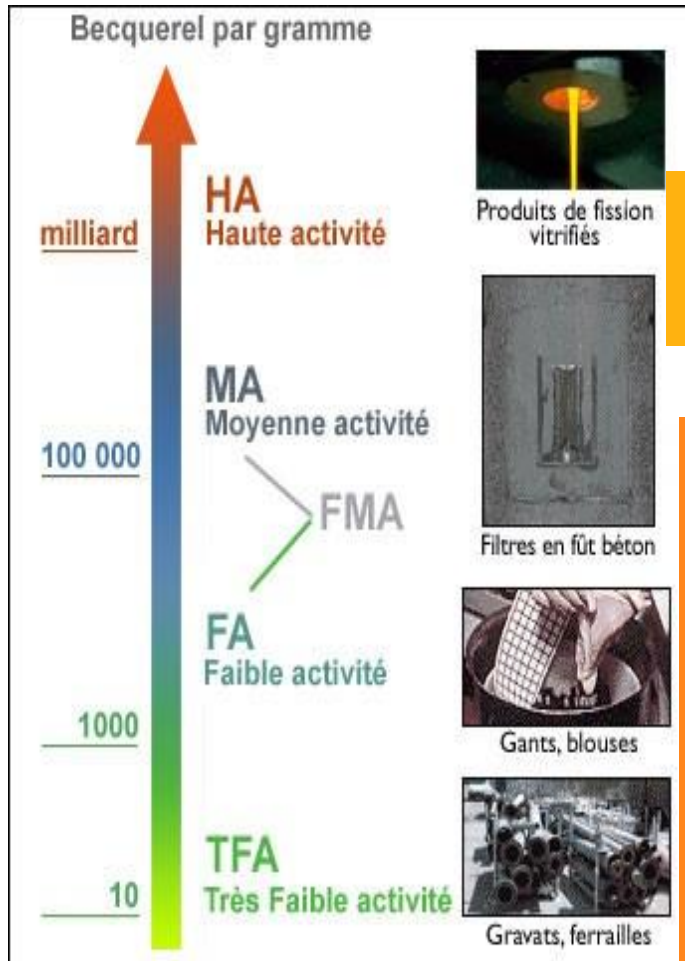 Becquerel par gramme
HA
Haute activité
milliard
Produits de fission
vitrifiés
MA
Moyenne activité
100 000
FMA
Filtres en fût béton
FA
Faible activité
1000
Gants, blouses
TFA
Très Faible activité
10
Gravats, ferrailles